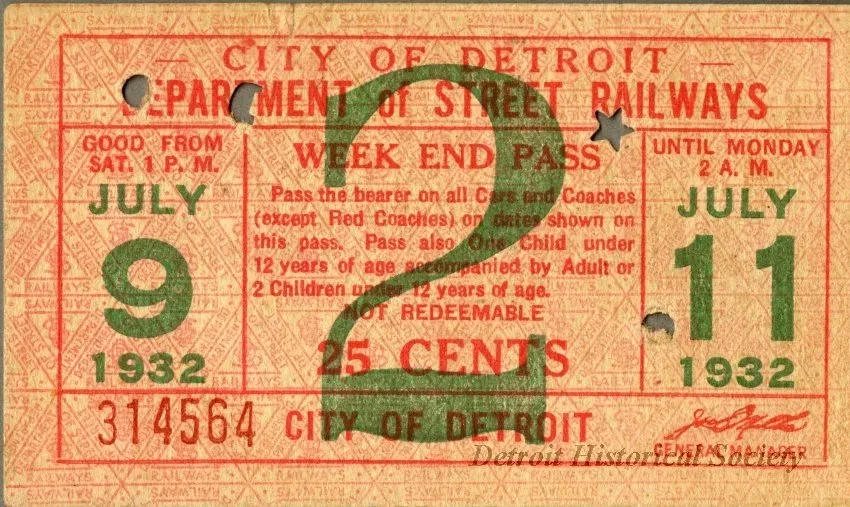 — CITY OF DETROIT —
DEPARTMENT of STREET RAILWAYS
GOOD FROM
SAT. 1 P. M.
JULY
9
1932
WEEK END PASS
Pass the bearer on all Cars and Coaches
(except Red Coaches) on dates shown on
this pass. Pass also One Child under
12 years of age accompanied by Adult or
2 Children under 12 years of age.
NOT REDEEMABLE
25 CENTS
2
UNTIL MONDAY
2 A. M.
JULY
11
1932
314564
CITY OF DETROIT
GENERAL MANAGER
Detroit Historical Society